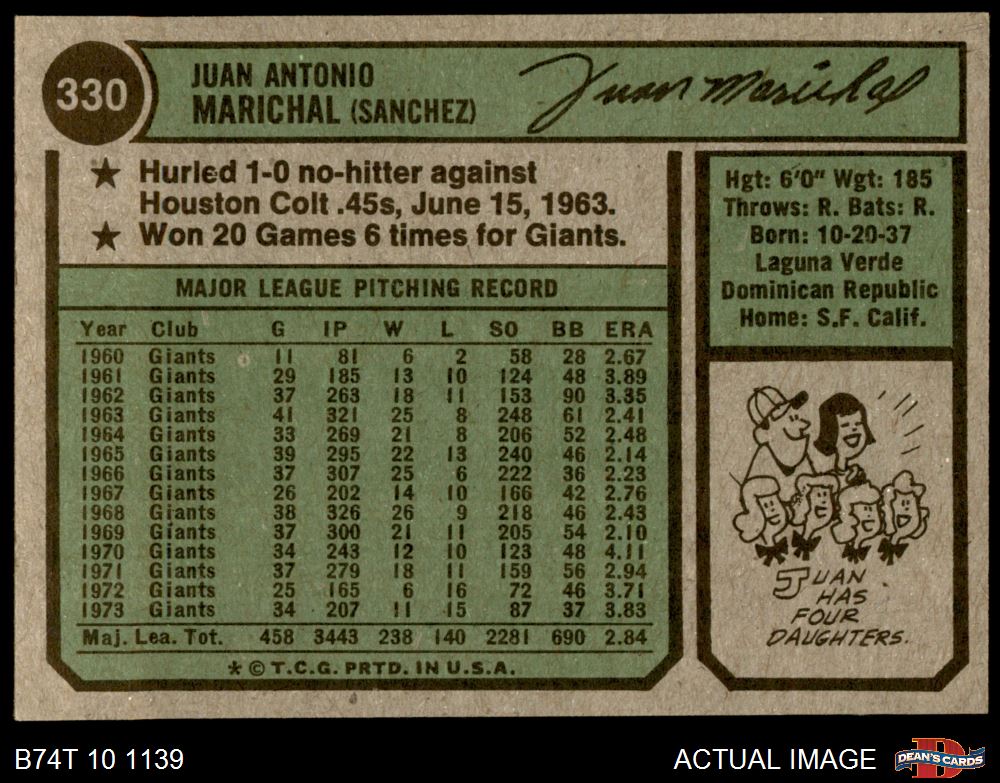 330
JUAN ANTONIO
MARICHAL (SANCHEZ)
Juan Marichal
★ Hurled 1-0 no-hitter against
Houston Colt .45s, June 15, 1963.
★ Won 20 Games 6 times for Giants.
MAJOR LEAGUE PITCHING RECORD
Year Club G IP W L SO BB ERA
1960 Giants 11 81 6 2 58 28 2.67
1961 Giants 29 185 13 10 124 48 3.89
1962 Giants 37 263 18 11 153 90 3.35
1963 Giants 41 321 25 8 248 61 2.41
1964 Giants 33 269 21 8 206 52 2.48
1965 Giants 39 295 22 13 240 46 2.14
1966 Giants 37 307 25 6 222 36 2.23
1967 Giants 26 202 14 10 166 42 2.76
1968 Giants 38 326 26 9 218 46 2.43
1969 Giants 37 300 21 11 205 54 2.10
1970 Giants 34 243 12 10 123 48 4.11
1971 Giants 37 279 18 11 159 56 2.94
1972 Giants 25 165 6 16 72 46 3.71
1973 Giants 34 207 11 15 87 37 3.83
Maj. Lea. Tot. 458 3443 238 140 2281 690 2.84
* © T.C.G. PRTD. IN U.S.A.
Hgt: 6'0" Wgt: 185
Throws: R. Bats: R.
Born: 10-20-37
Laguna Verde
Dominican Republic
Home: S.F. Calif.
JUAN
HAS
FOUR
DAUGHTERS.
B74T 10 1139
ACTUAL IMAGE
DEAN'S CARDS